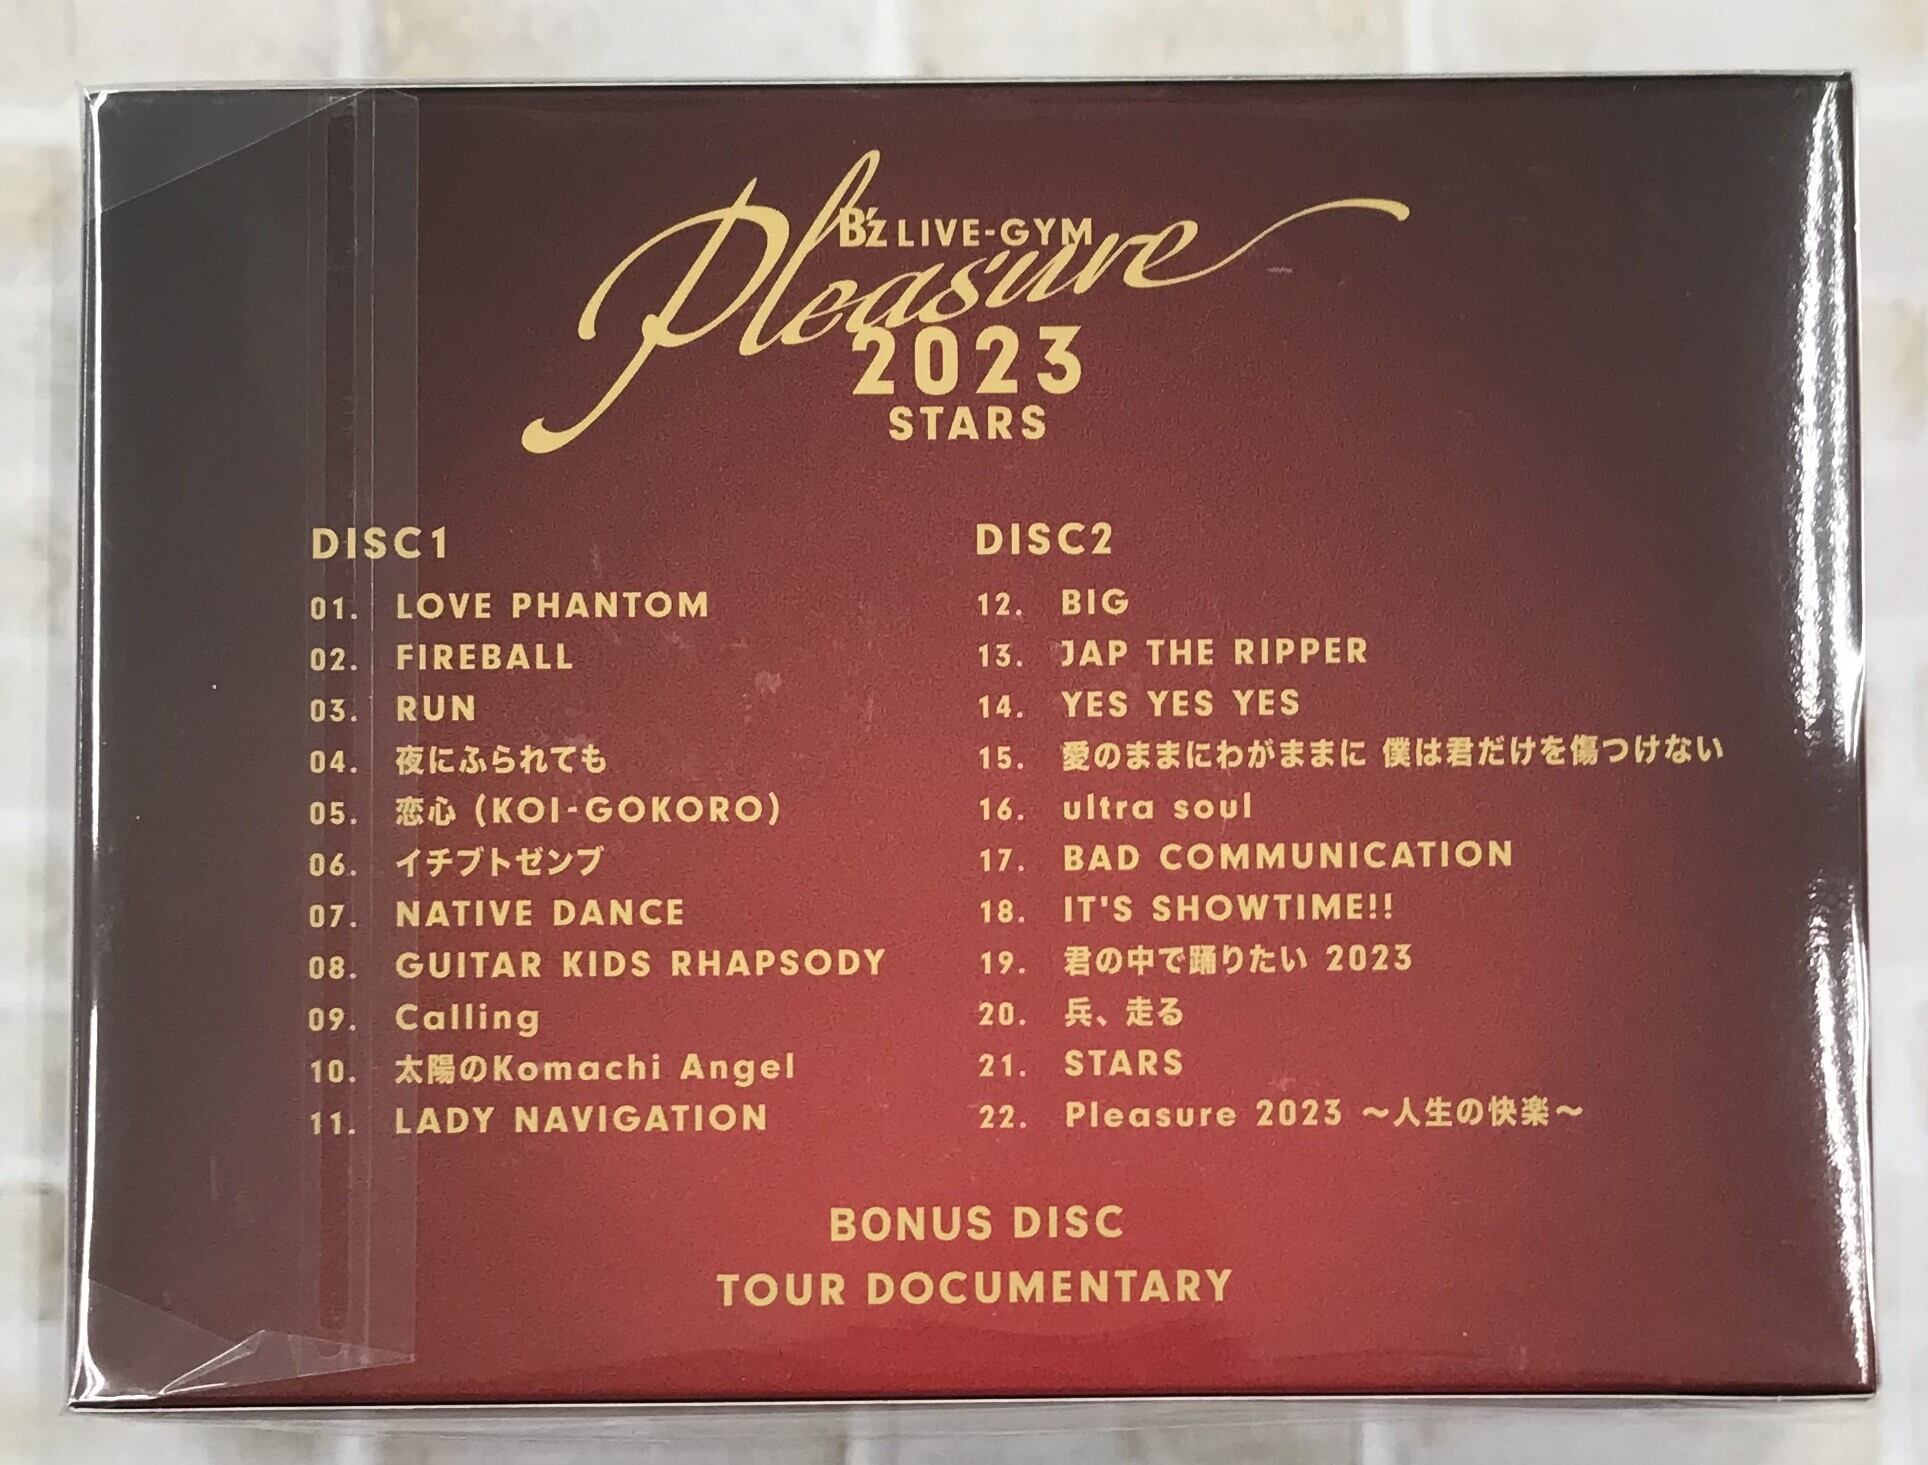 B'z LIVE-GYM
Pleasure
2023
STARS
DISC1
01. LOVE PHANTOM
02. FIREBALL
03. RUN
04. 夜にふられても
05. 恋心 (KOI-GOKORO)
06. イチブトゼンブ
07. NATIVE DANCE
08. GUITAR KIDS RHAPSODY
09. Calling
10. 太陽のKomachi Angel
11. LADY NAVIGATION
DISC2
12. BIG
13. JAP THE RIPPER
14. YES YES YES
15. 愛のままにわがままに 僕は君だけを傷つけない
16. ultra soul
17. BAD COMMUNICATION
18. IT'S SHOWTIME!!
19. 君の中で踊りたい 2023
20. 兵、走る
21. STARS
22. Pleasure 2023 ～人生の快楽～
BONUS DISC
TOUR DOCUMENTARY